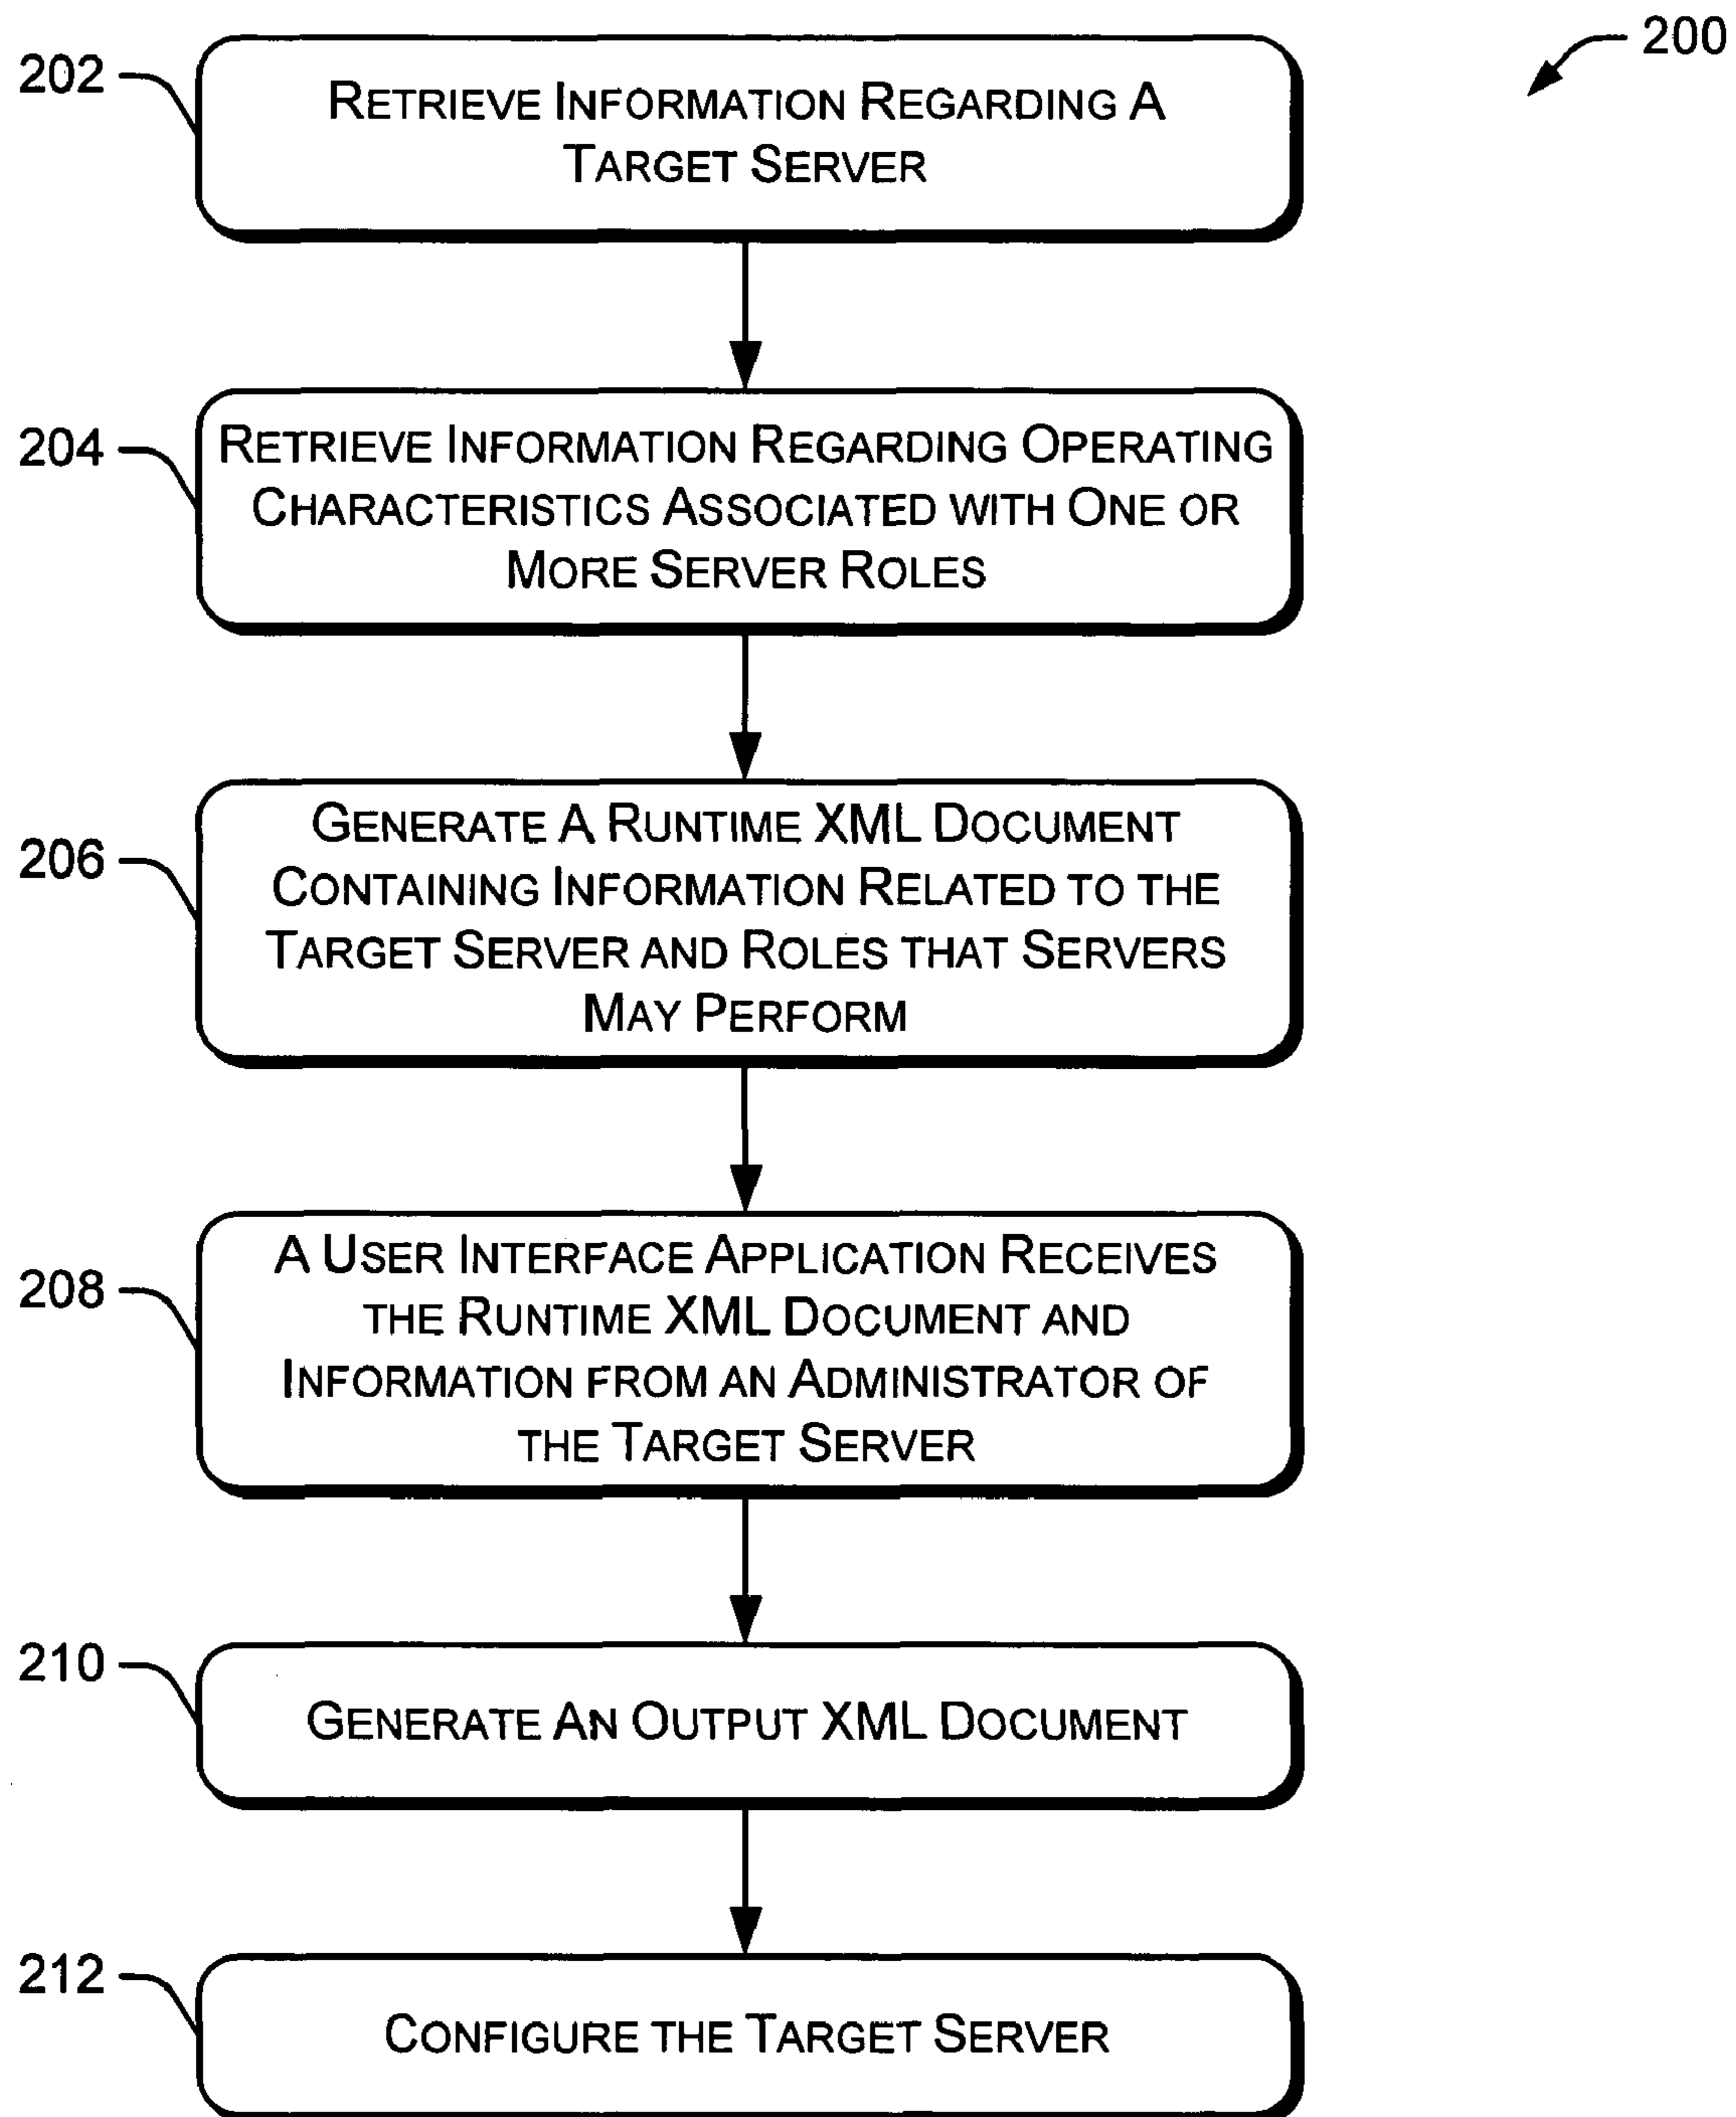 200
202
RETRIEVE INFORMATION REGARDING A
TARGET SERVER
204
RETRIEVE INFORMATION REGARDING OPERATING
CHARACTERISTICS ASSOCIATED WITH ONE OR
MORE SERVER ROLES
206
GENERATE A RUNTIME XML DOCUMENT
CONTAINING INFORMATION RELATED TO THE
TARGET SERVER AND ROLES THAT SERVERS
MAY PERFORM
208
A USER INTERFACE APPLICATION RECEIVES
THE RUNTIME XML DOCUMENT AND
INFORMATION FROM AN ADMINISTRATOR OF
THE TARGET SERVER
210
GENERATE AN OUTPUT XML DOCUMENT
212
CONFIGURE THE TARGET SERVER